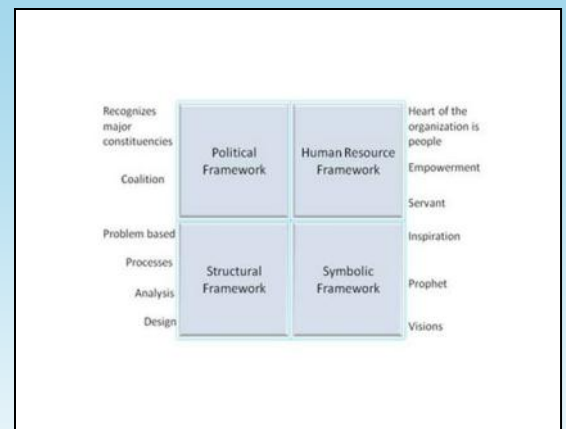 Recognizes
major
constituencies
Coalition
Political
Framework
Human Resource
Framework
Heart of the
organization is
people
Empowerment
Servant
Problem based
Processes
Analysis
Design
Structural
Framework
Symbolic
Framework
Inspiration
Prophet
Visions